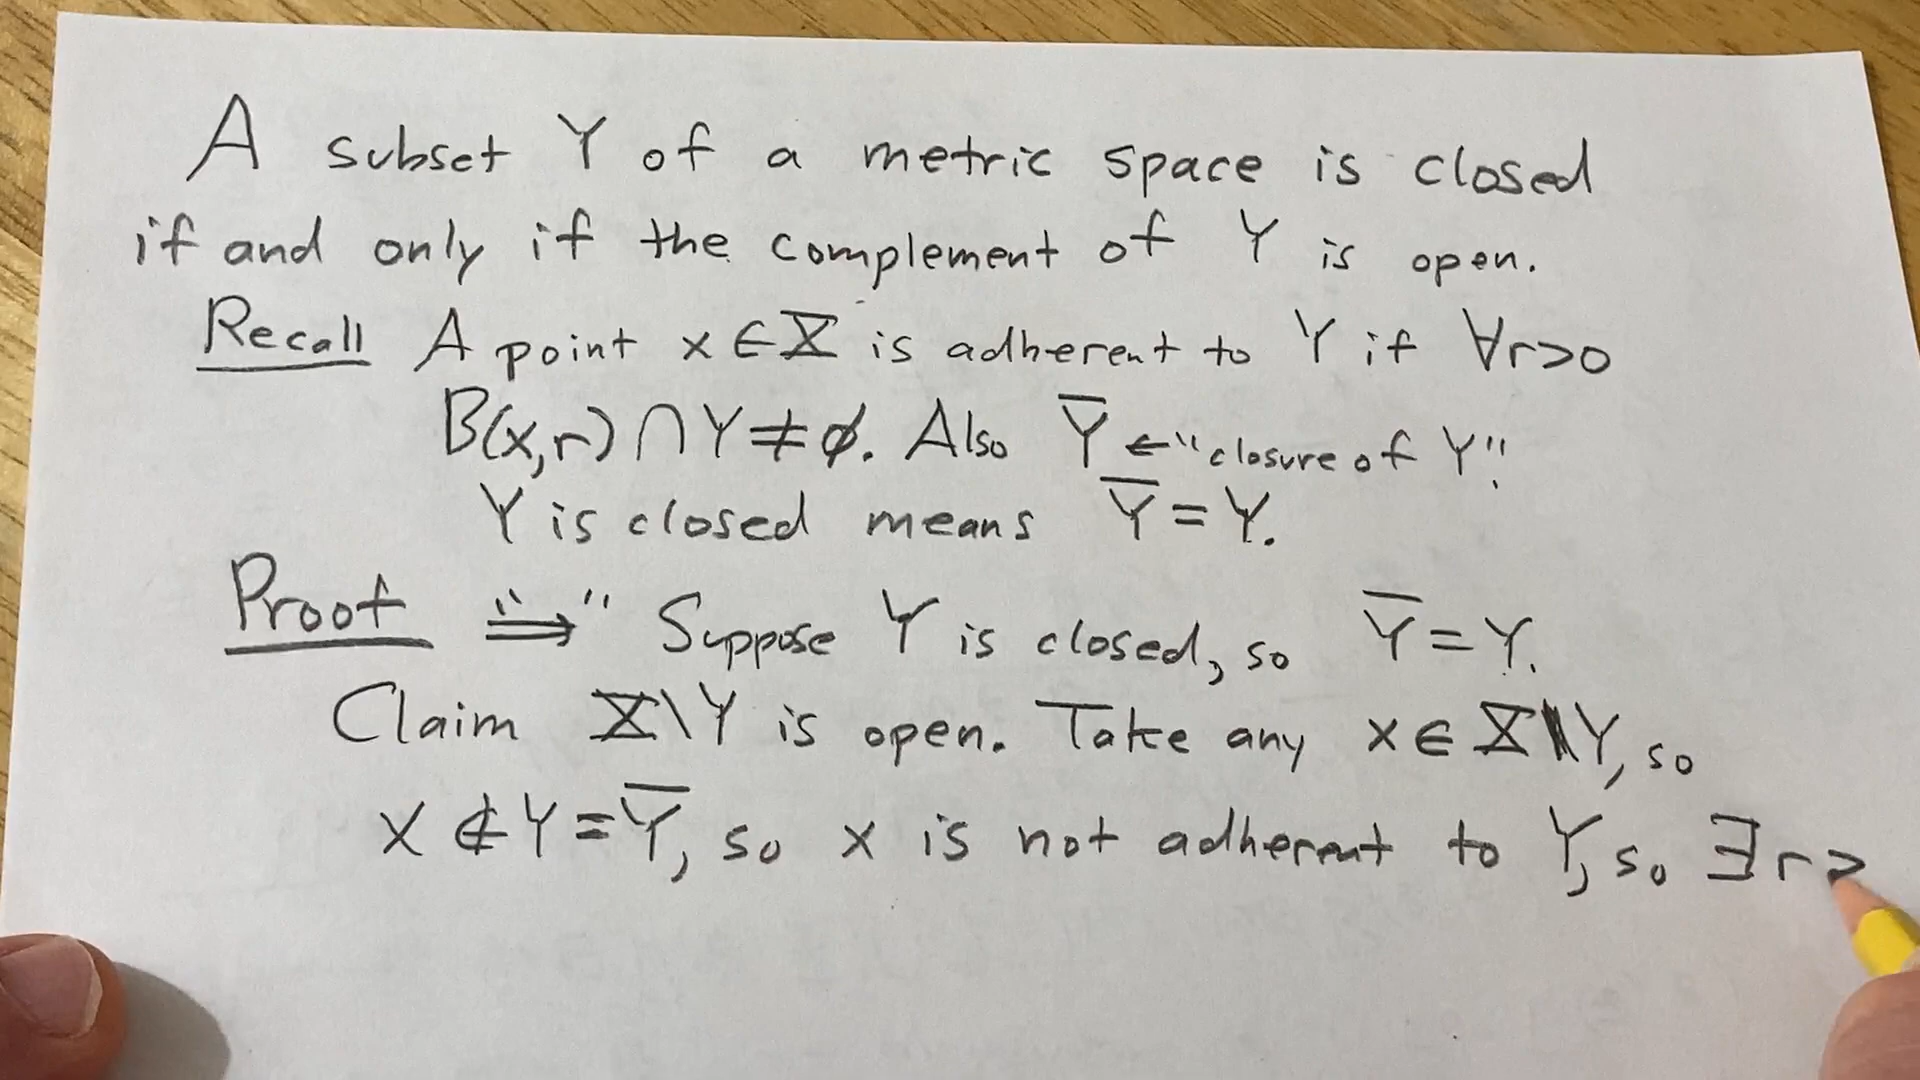 A subset Y of a metric space is closed
if and only if the complement of Y is open.
Recall A point x ∈ X is adherent to Y if ∀r>0
B(x,r) ∩ Y ≠ ∅. Also Y̅ ← "closure of Y".
Y is closed means Y̅ = Y.
Proof "⇒" Suppose Y is closed, so Y̅ = Y.
Claim X\Y is open. Take any x ∈ X\Y, so
x ∉ Y = Y̅, so x is not adherent to Y, so ∃ r >